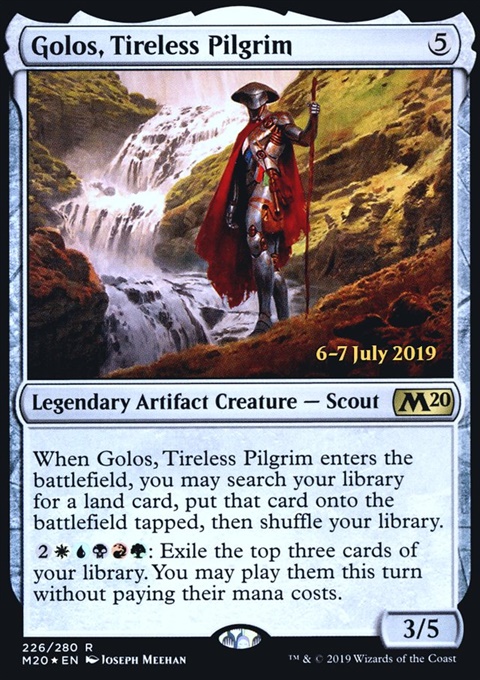 Golos, Tireless Pilgrim 5
6–7 July 2019
Legendary Artifact Creature — Scout M20
When Golos, Tireless Pilgrim enters the
battlefield, you may search your library
for a land card, put that card onto the
battlefield tapped, then shuffle your library.
2: Exile the top three cards of
your library. You may play them this turn
without paying their mana costs.
3/5
226/280 R
M20★EN Joseph Meehan
™ & © 2019 Wizards of the Coast